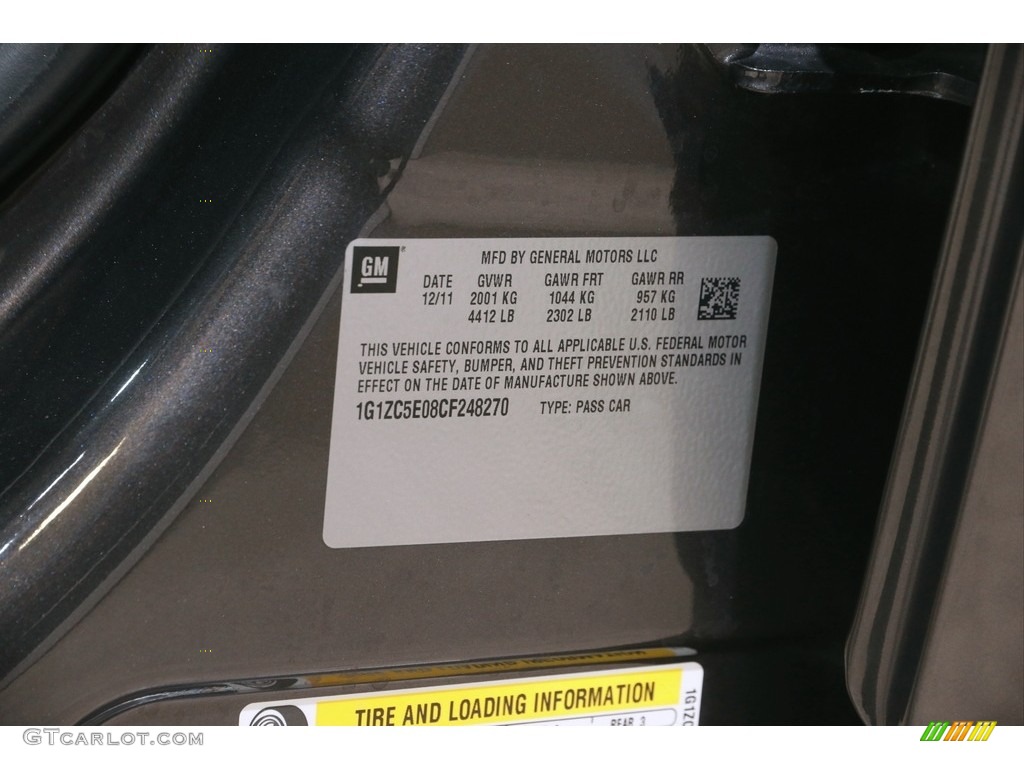 GM
MFD BY GENERAL MOTORS LLC
DATE GVWR GAWR FRT GAWR RR
12/11 2001 KG 1044 KG 957 KG
4412 LB 2302 LB 2110 LB
THIS VEHICLE CONFORMS TO ALL APPLICABLE U.S. FEDERAL MOTOR
VEHICLE SAFETY, BUMPER, AND THEFT PREVENTION STANDARDS IN
EFFECT ON THE DATE OF MANUFACTURE SHOWN ABOVE.
1G1ZC5E08CF248270 TYPE: PASS CAR
TIRE AND LOADING INFORMATION
REAR 3
1G1ZC
GTCARLOT.COM